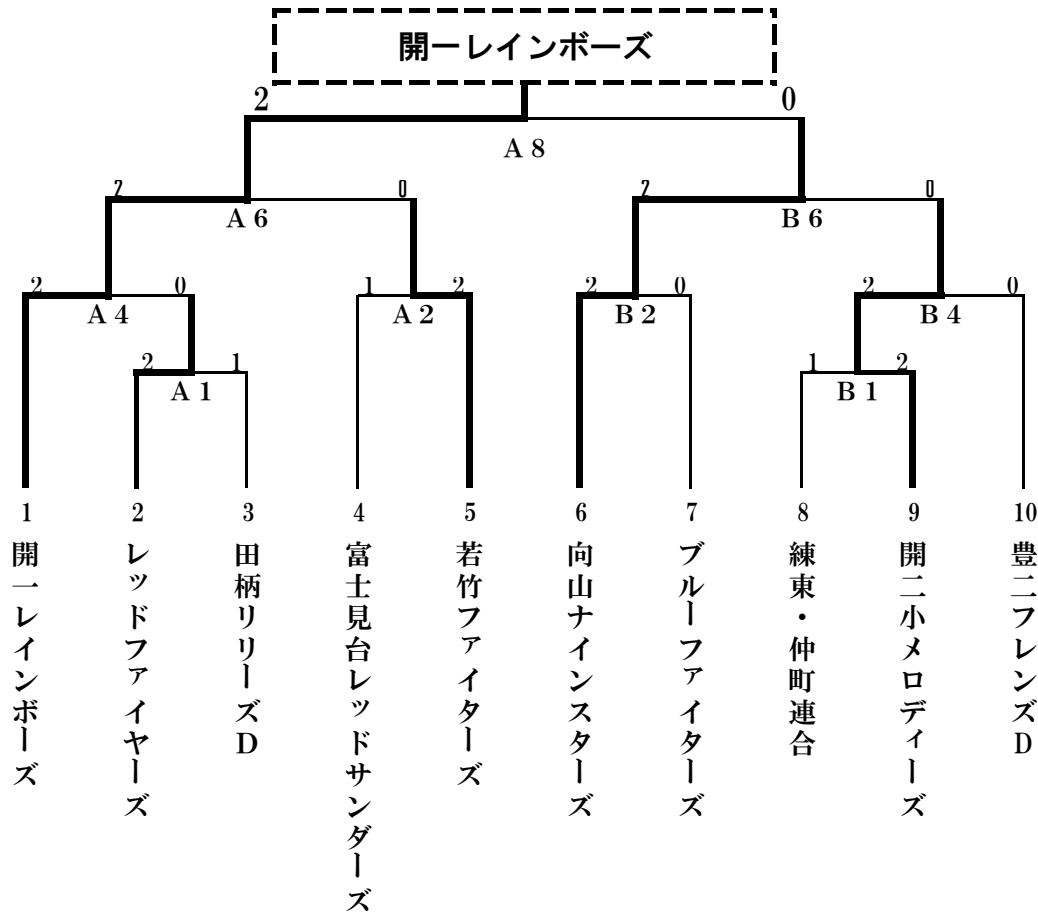 開一レインボーズ
2 0
A 8
2 0 2 0
A 6 B 6
2 0 1 2 2 0 2 0
A 4 A 2 B 2 B 4
2 1 1 2
A 1 B 1
1 2 3 4 5 6 7 8 9 10
開一レインボーズ
レッドファイヤーズ
田柄リリーズD
富士見台レッドサンダーズ
若竹ファイターズ
向山ナインスターズ
ブルーファイターズ
練東・仲町連合
開二小メロディーズ
豊二フレンズD